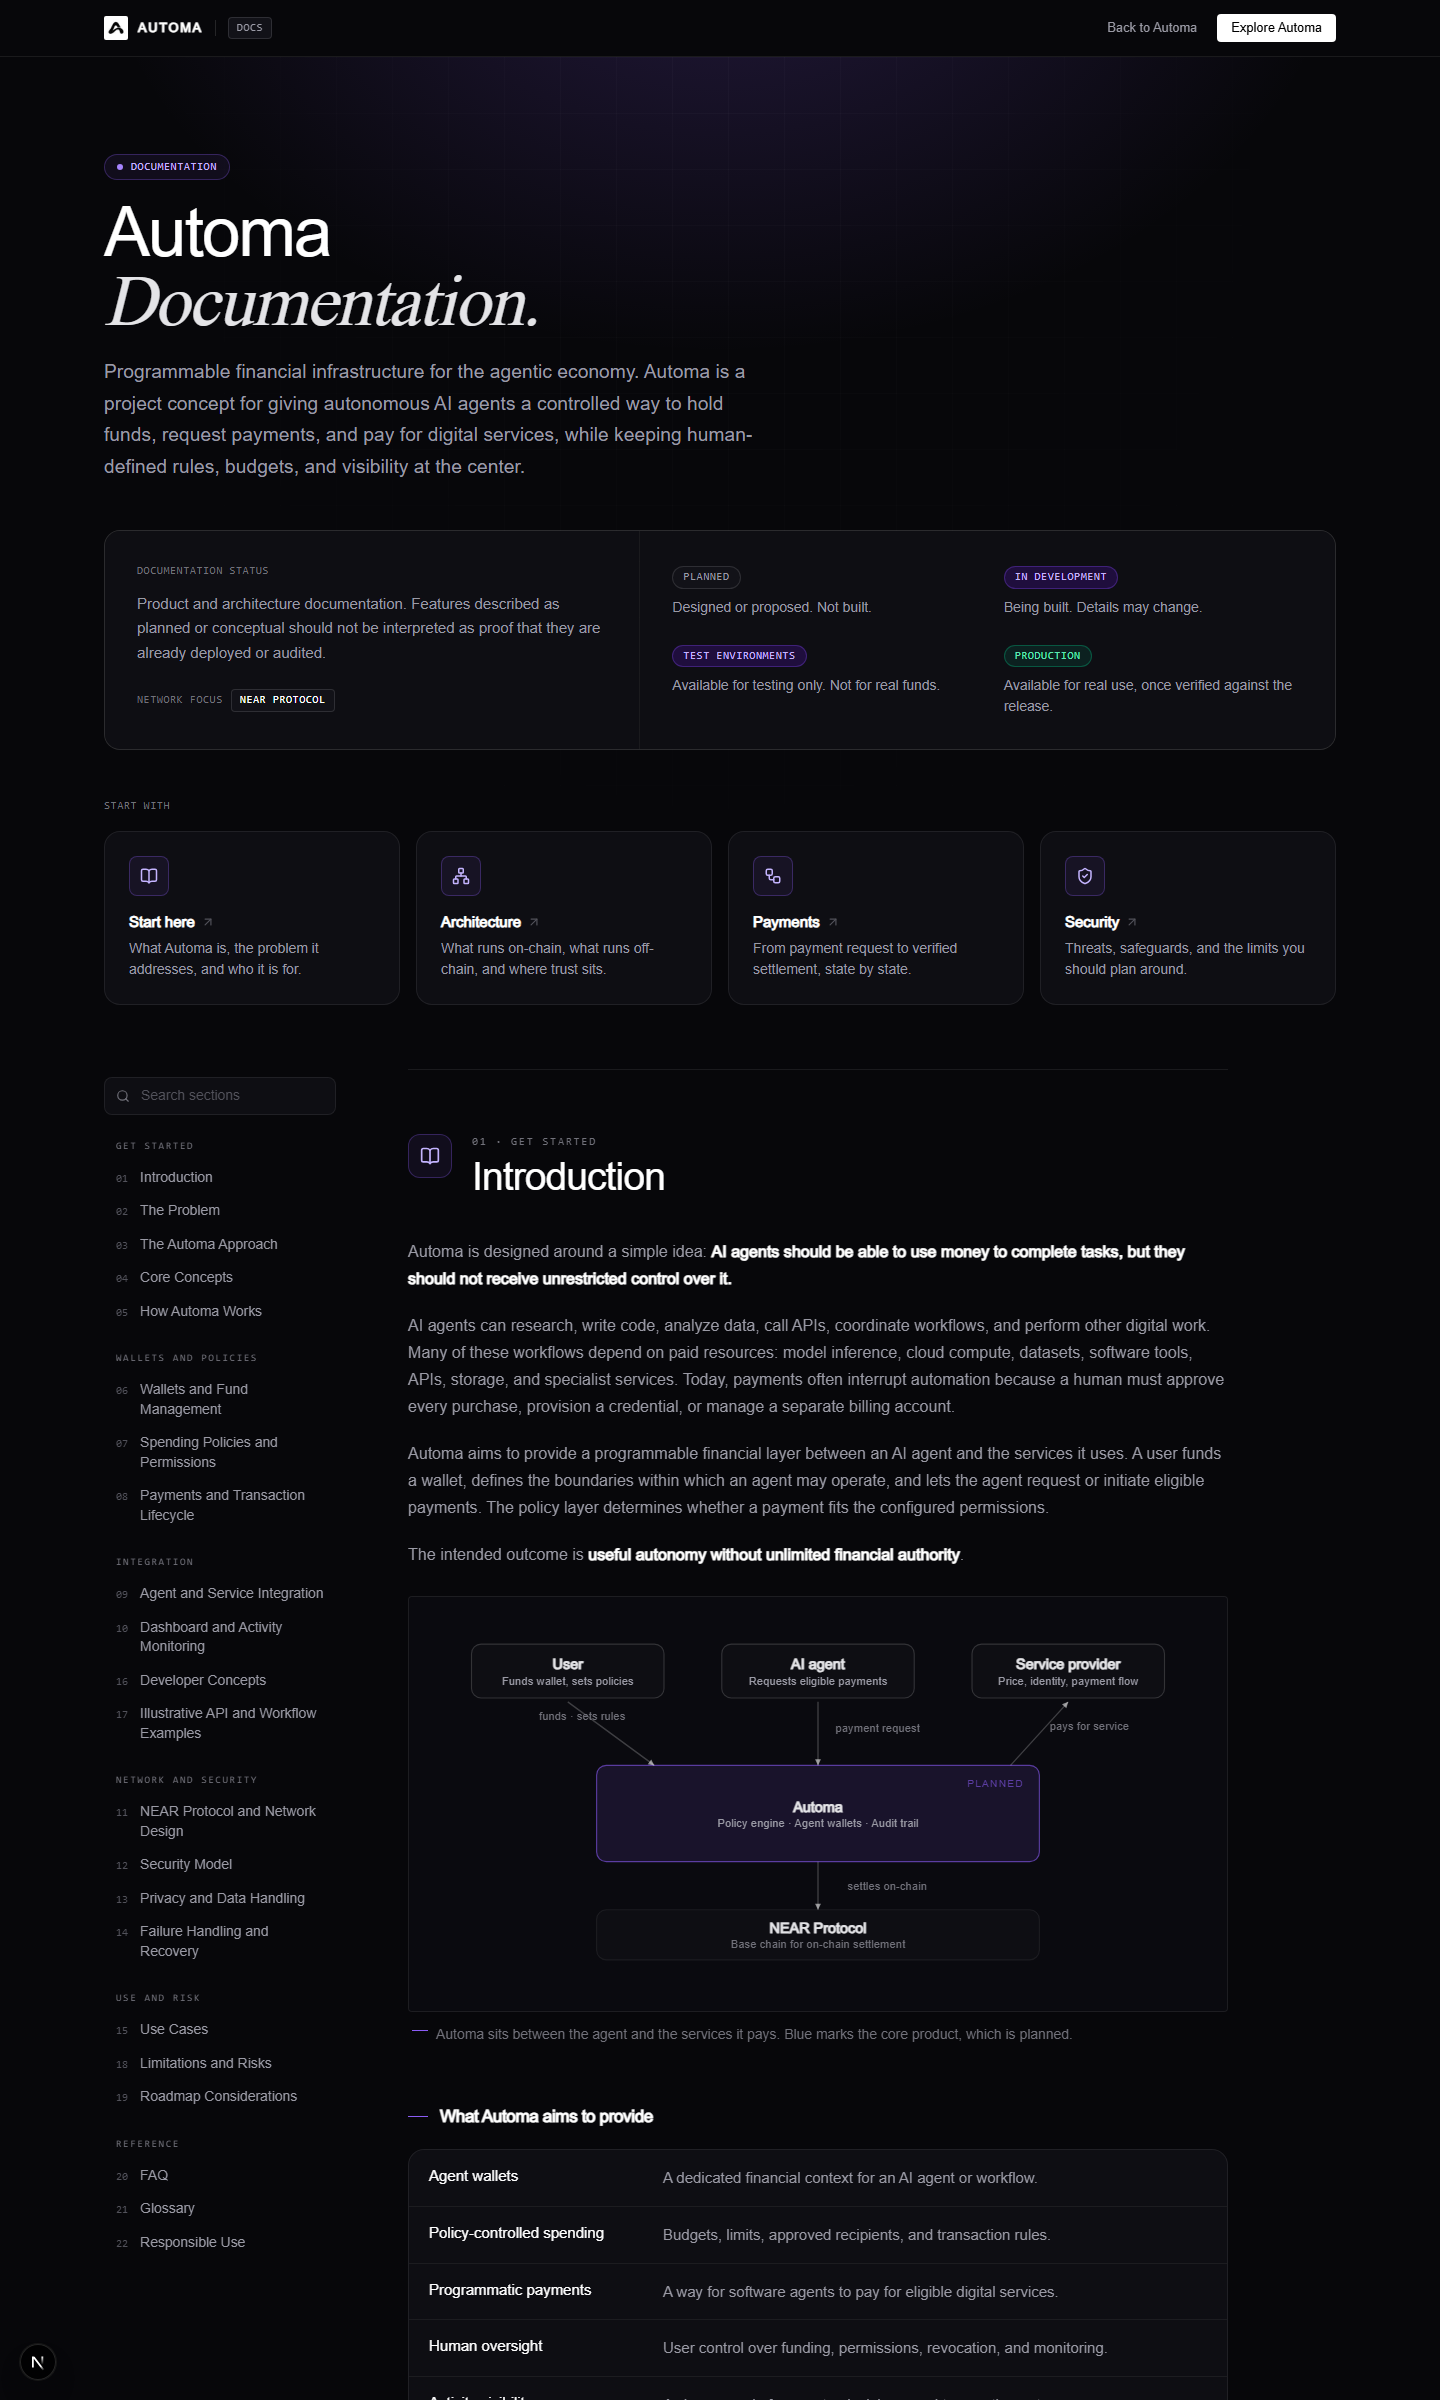 AUTOMA
DOCS
Back to Automa
Explore Automa
DOCUMENTATION
Automa
Documentation.
Programmable financial infrastructure for the agentic economy. Automa is a
project concept for giving autonomous AI agents a controlled way to hold
funds, request payments, and pay for digital services, while keeping human-
defined rules, budgets, and visibility at the center.
DOCUMENTATION STATUS
Product and architecture documentation. Features described as
planned or conceptual should not be interpreted as proof that they are
already deployed or audited.
NETWORK FOCUS NEAR PROTOCOL
PLANNED
Designed or proposed. Not built.
IN DEVELOPMENT
Being built. Details may change.
TEST ENVIRONMENTS
Available for testing only. Not for real funds.
PRODUCTION
Available for real use, once verified against the
release.
START WITH
Start here
What Automa is, the problem it
addresses, and who it is for.
Architecture
What runs on-chain, what runs off-
chain, and where trust sits.
Payments
From payment request to verified
settlement, state by state.
Security
Threats, safeguards, and the limits you
should plan around.
Search sections
GET STARTED
01 Introduction
02 The Problem
03 The Automa Approach
04 Core Concepts
05 How Automa Works
WALLETS AND POLICIES
06 Wallets and Fund
Management
07 Spending Policies and
Permissions
08 Payments and Transaction
Lifecycle
INTEGRATION
09 Agent and Service Integration
10 Dashboard and Activity
Monitoring
16 Developer Concepts
17 Illustrative API and Workflow
Examples
NETWORK AND SECURITY
11 NEAR Protocol and Network
Design
12 Security Model
13 Privacy and Data Handling
14 Failure Handling and
Recovery
USE AND RISK
15 Use Cases
18 Limitations and Risks
19 Roadmap Considerations
REFERENCE
20 FAQ
21 Glossary
22 Responsible Use
01 · GET STARTED
Introduction
Automa is designed around a simple idea: AI agents should be able to use money to complete tasks, but they
should not receive unrestricted control over it.
AI agents can research, write code, analyze data, call APIs, coordinate workflows, and perform other digital work.
Many of these workflows depend on paid resources: model inference, cloud compute, datasets, software tools,
APIs, storage, and specialist services. Today, payments often interrupt automation because a human must approve
every purchase, provision a credential, or manage a separate billing account.
Automa aims to provide a programmable financial layer between an AI agent and the services it uses. A user funds
a wallet, defines the boundaries within which an agent may operate, and lets the agent request or initiate eligible
payments. The policy layer determines whether a payment fits the configured permissions.
The intended outcome is useful autonomy without unlimited financial authority.
User
Funds wallet, sets policies
AI agent
Requests eligible payments
Service provider
Price, identity, payment flow
funds · sets rules
payment request
pays for service
PLANNED
Automa
Policy engine · Agent wallets · Audit trail
settles on-chain
NEAR Protocol
Base chain for on-chain settlement
Automa sits between the agent and the services it pays. Blue marks the core product, which is planned.
What Automa aims to provide
Agent wallets
A dedicated financial context for an AI agent or workflow.
Policy-controlled spending
Budgets, limits, approved recipients, and transaction rules.
Programmatic payments
A way for software agents to pay for eligible digital services.
Human oversight
User control over funding, permissions, revocation, and monitoring.